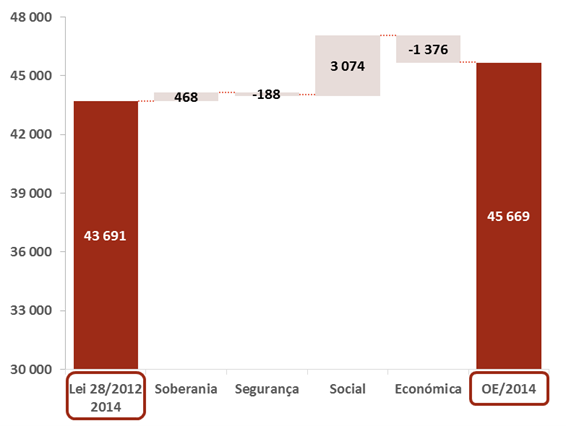 48 000
45 000
42 000
39 000
36 000
33 000
30 000
43 691
468
-188
3 074
-1 376
45 669
Lei 28/2012
2014
Soberania
Segurança
Social
Económica
OE/2014